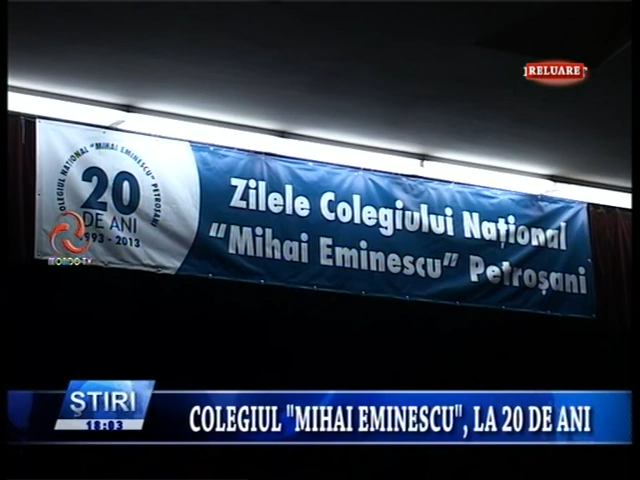 RELUARE
COLEGIUL NAȚIONAL "MIHAI EMINESCU" PETROȘANI
20
DE ANI
1993 - 2013
Zilele Colegiului Național
"Mihai Eminescu" Petroșani
MONDO TV
ŞTIRI
18:03
COLEGIUL "MIHAI EMINESCU", LA 20 DE ANI